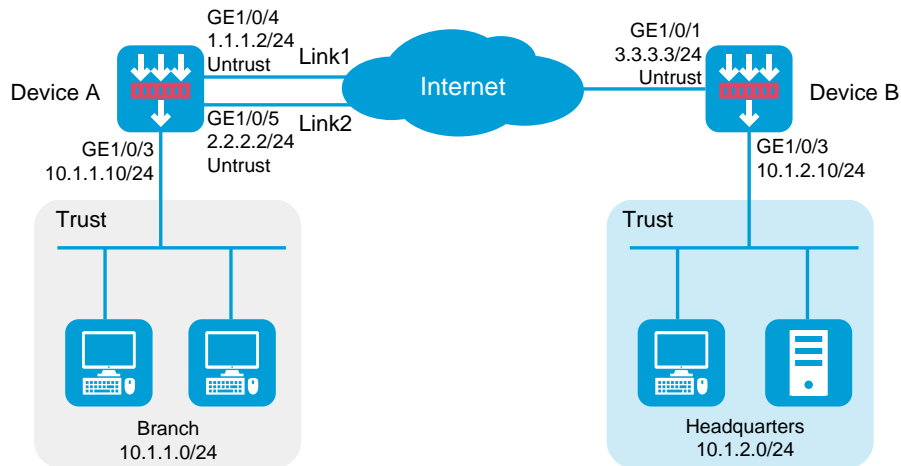 GE1/0/4
1.1.1.2/24
Untrust
Link1
Device A
GE1/0/5
2.2.2.2/24
Untrust
Link2
Internet
GE1/0/1
3.3.3.3/24
Untrust
Device B
GE1/0/3
10.1.1.10/24
GE1/0/3
10.1.2.10/24
Trust
Branch
10.1.1.0/24
Trust
Headquarters
10.1.2.0/24